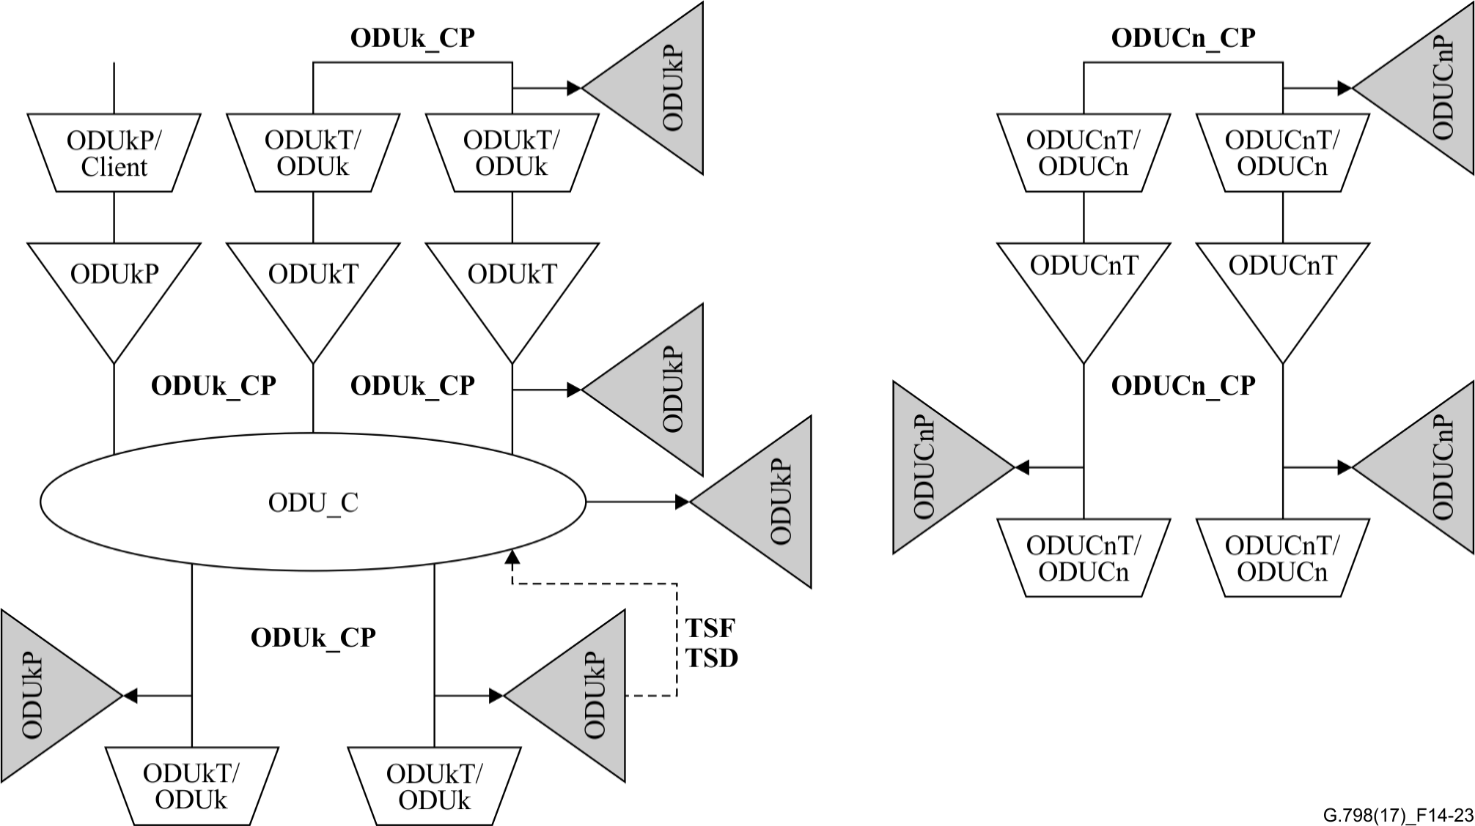 ODUk_CP
ODUkP
ODUkP/
Client
ODUkT/
ODUk
ODUkT/
ODUk
ODUkP
ODUkT
ODUkT
ODUk_CP
ODUk_CP
ODUkP
ODU_C
ODUkP
ODUk_CP
TSF
TSD
ODUkP
ODUkP
ODUkT/
ODUk
ODUkT/
ODUk
ODUCn_CP
ODUCnP
ODUCnT/
ODUCn
ODUCnT/
ODUCn
ODUCnT
ODUCnT
ODUCn_CP
ODUCnP
ODUCnP
ODUCnT/
ODUCn
ODUCnT/
ODUCn
G.798(17)_F14-23